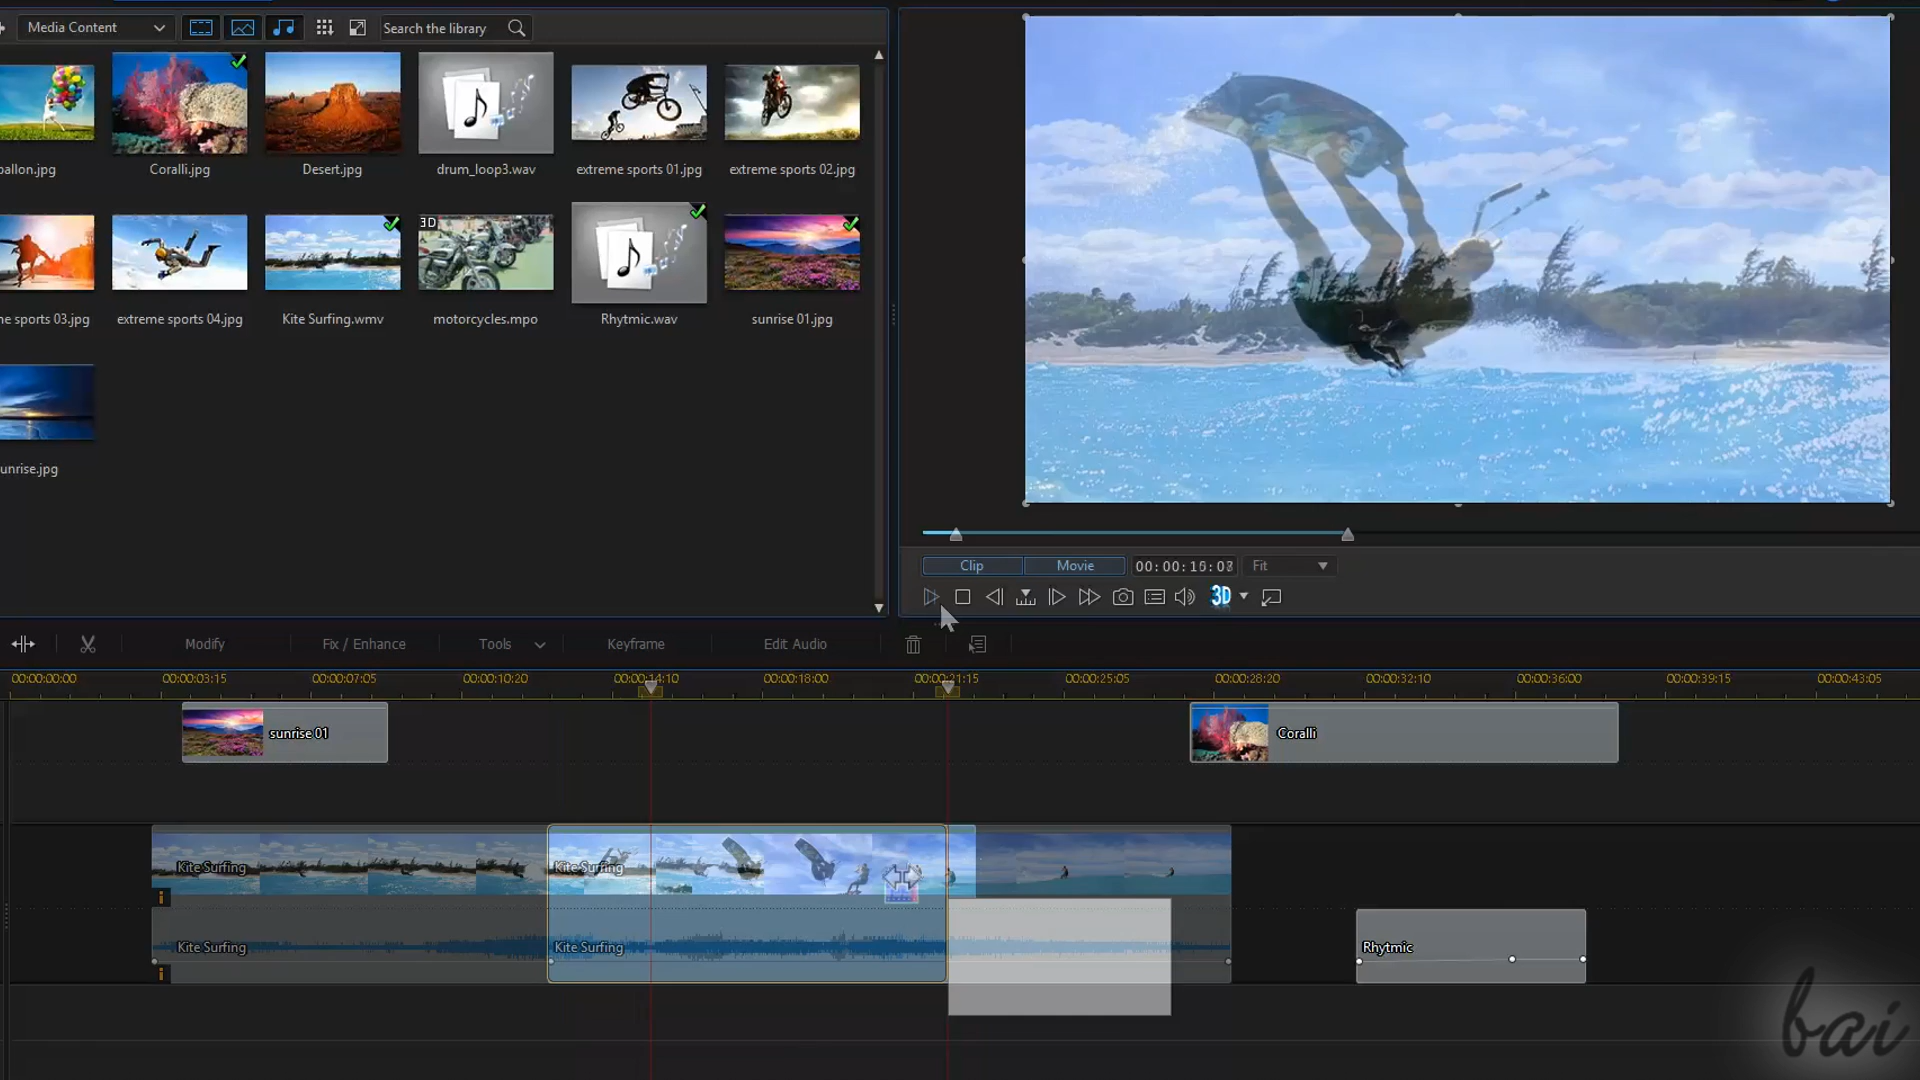 Media Content
Search the library
ballon.jpg
Coralli.jpg
Desert.jpg
drum_loop3.wav
extreme sports 01.jpg
extreme sports 02.jpg
3D
ne sports 03.jpg
extreme sports 04.jpg
Kite Surfing.wmv
motorcycles.mpo
Rhytmic.wav
sunrise 01.jpg
unrise.jpg
Clip
Movie
Fit
3D
Modify
Fix / Enhance
Tools
Keyframe
Edit Audio
00:00:00:00
00:00:03:15
00:00:07:05
00:00:10:20
00:00:14:10
00:00:18:00
00:00:21:15
00:00:25:05
00:00:28:20
00:00:32:10
00:00:36:00
00:00:39:15
00:00:43:05
sunrise 01
Coralli
Kite Surfing
Kite Surfing
Kite Surfing
Kite Surfing
Rhytmic
bai